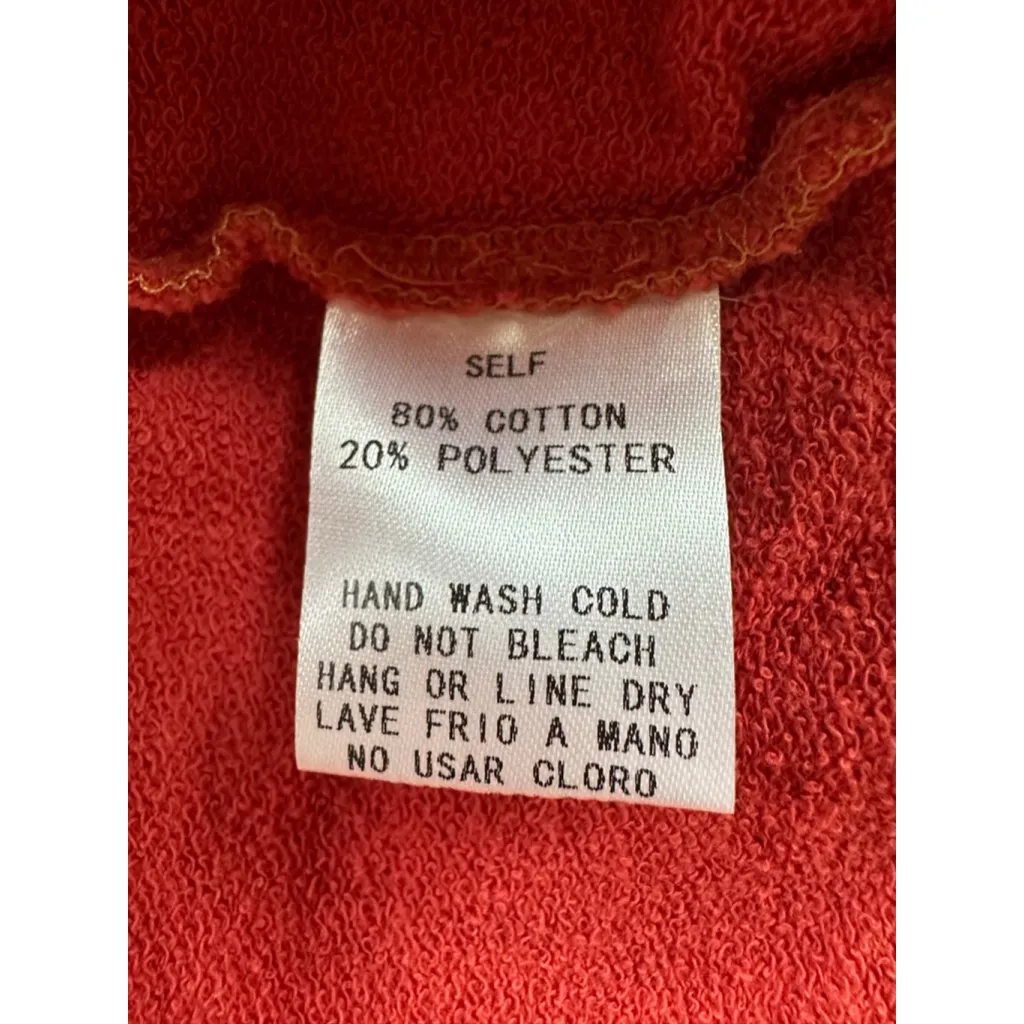 SELF
80% COTTON
20% POLYESTER
HAND WASH COLD
DO NOT BLEACH
HANG OR LINE DRY
LAVE FRIO A MANO
NO USAR CLORO